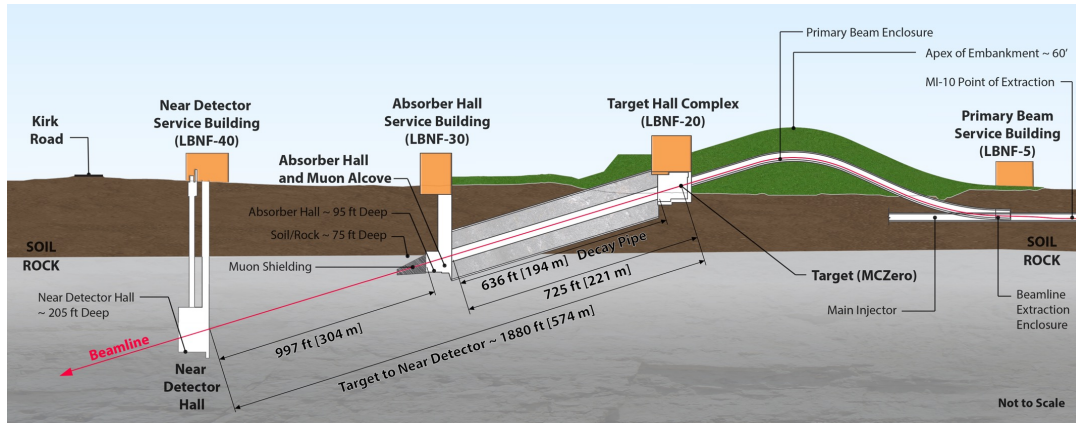 Primary Beam Enclosure
Apex of Embankment ~ 60'
MI-10 Point of Extraction
Kirk
Road
Near Detector
Service Building
(LBNF-40)
Absorber Hall
Service Building
(LBNF-30)
Target Hall Complex
(LBNF-20)
Primary Beam
Service Building
(LBNF-5)
Absorber Hall
and Muon Alcove
Absorber Hall ~ 95 ft Deep
Soil/Rock ~ 75 ft Deep
Muon Shielding
SOIL
ROCK
SOIL
ROCK
Near Detector Hall
~ 205 ft Deep
Beamline
Near
Detector
Hall
997 ft [304 m]
636 ft [194 m] Decay Pipe
725 ft [221 m]
Target to Near Detector ~ 1880 ft [574 m]
Target (MCZero)
Main Injector
Beamline
Extraction
Enclosure
Not to Scale